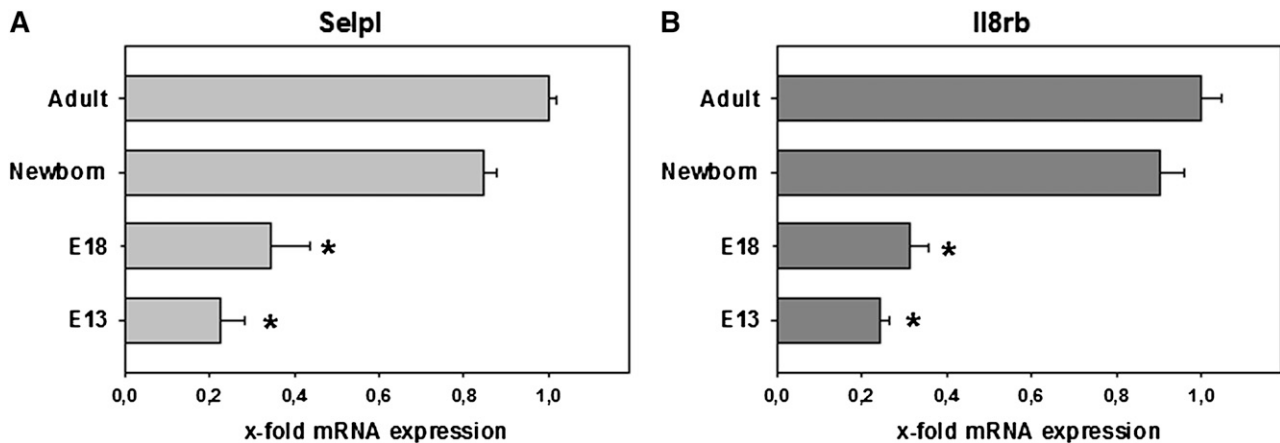 A
Selpl
Adult
Newborn
E18
*
E13
*
0,0 0,2 0,4 0,6 0,8 1,0
x-fold mRNA expression
B
Il8rb
Adult
Newborn
E18
*
E13
*
0,0 0,2 0,4 0,6 0,8 1,0
x-fold mRNA expression